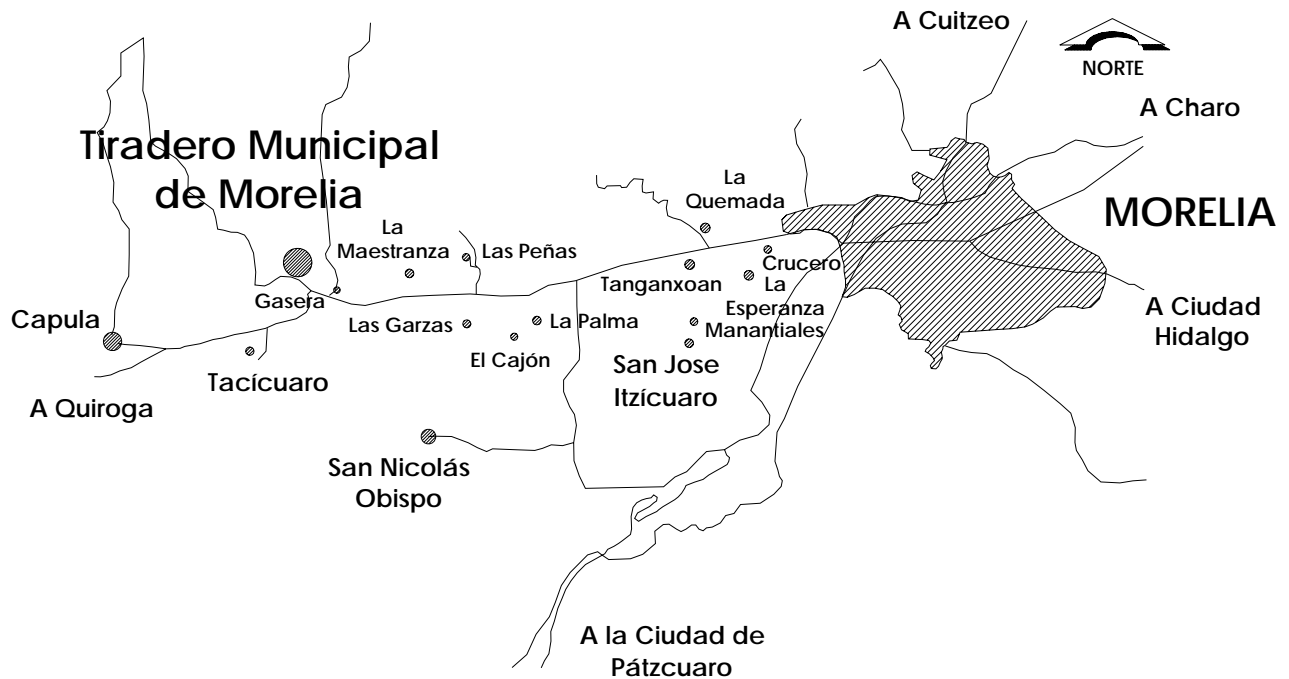 A Cuitzeo
NORTE
A Charo
Tiradero Municipal
de Morelia
La
Quemada
MORELIA
La
Maestranza
Las Peñas
Crucero
Tanganxoan
La
Esperanza
Gasera
Manantiales
Capula
Las Garzas
La Palma
El Cajón
A Ciudad
Hidalgo
San Jose
Itzícuaro
Tacícuaro
A Quiroga
San Nicolás
Obispo
A la Ciudad de
Pátzcuaro